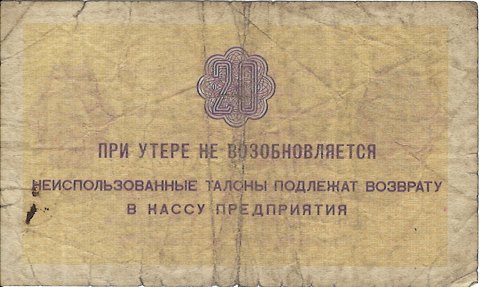 20
ПРИ УТЕРЕ НЕ ВОЗОБНОВЛЯЕТСЯ
НЕИСПОЛЬЗОВАННЫЕ ТАЛОНЫ ПОДЛЕЖАТ ВОЗВРАТУ
В КАССУ ПРЕДПРИЯТИЯ